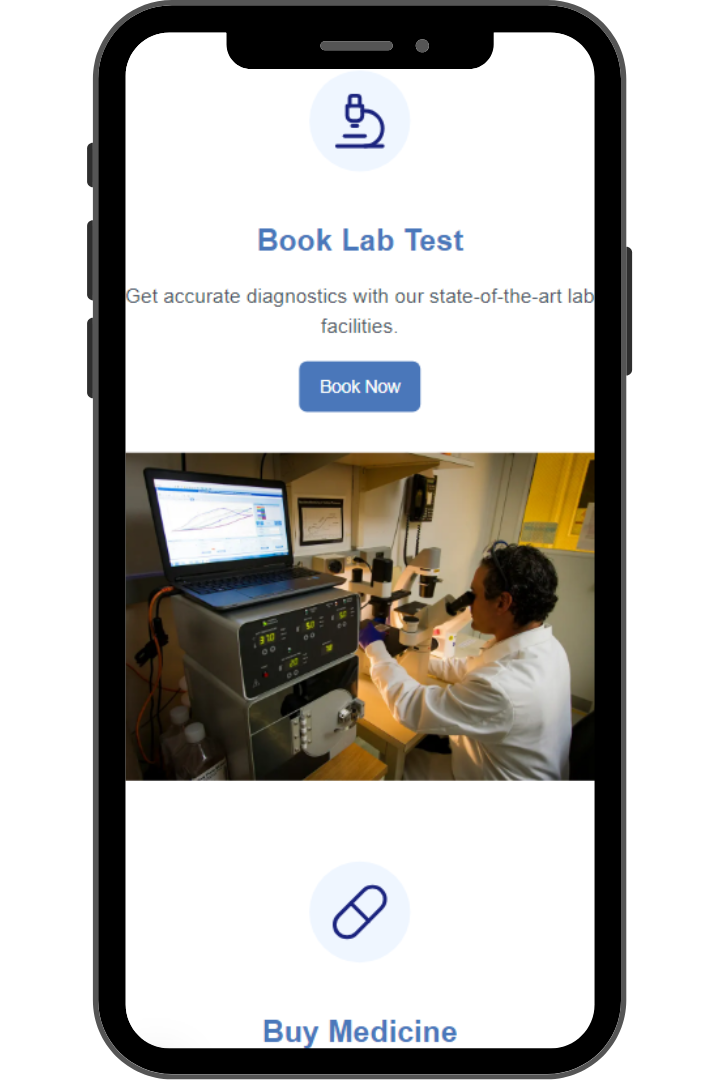 Book Lab Test
Get accurate diagnostics with our state-of-the-art lab
facilities.
Book Now
Buy Medicine